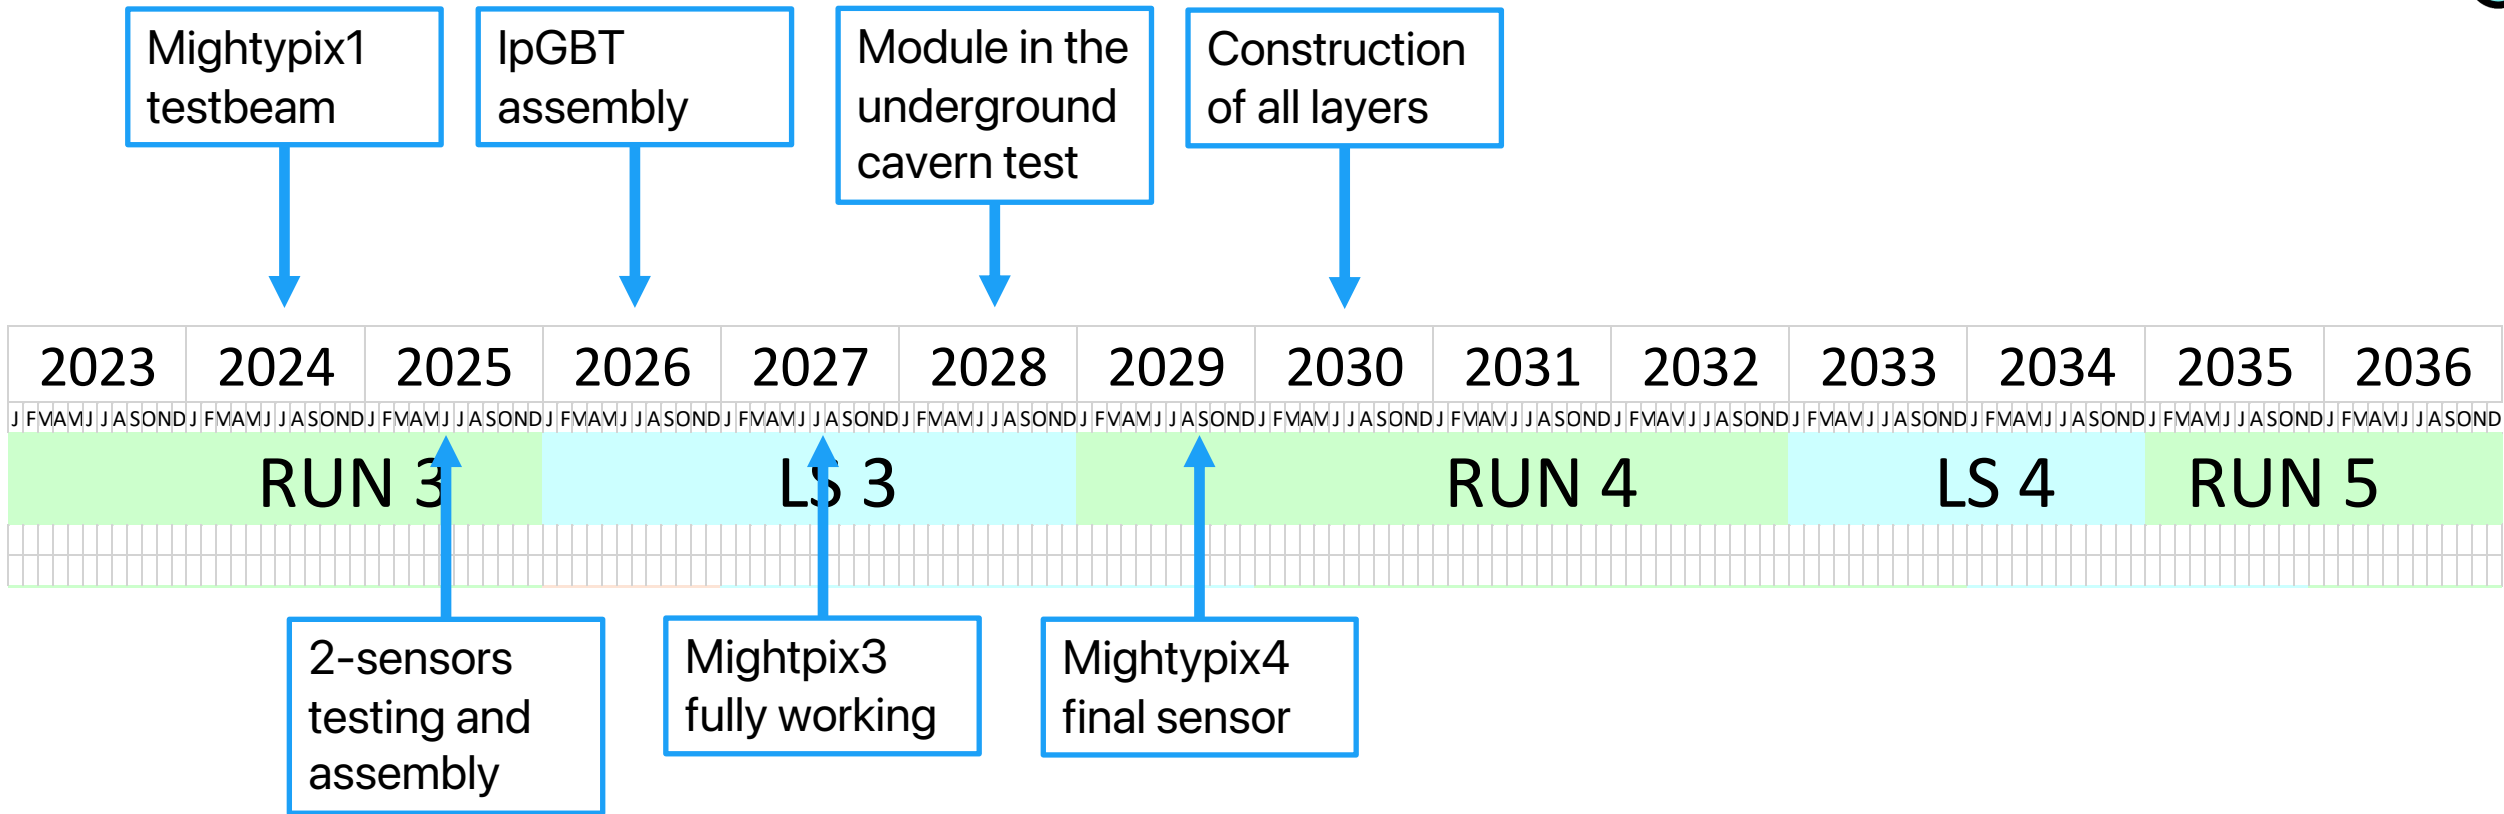 Mightypix1
testbeam
lpGBT
assembly
Module in the
underground
cavern test
Construction
of all layers
2023 2024 2025 2026 2027 2028 2029 2030 2031 2032 2033 2034 2035 2036
J F M A M J J A S O N D J F M A M J J A S O N D J F M A M J J A S O N D J F M A M J J A S O N D J F M A M J J A S O N D J F M A M J J A S O N D J F M A M J J A S O N D J F M A M J J A S O N D J F M A M J J A S O N D J F M A M J J A S O N D J F M A M J J A S O N D J F M A M J J A S O N D J F M A M J J A S O N D J F M A M J J A S O N D
RUN 3 LS 3 RUN 4 LS 4 RUN 5
2-sensors
testing and
assembly
Mightpix3
fully working
Mightypix4
final sensor